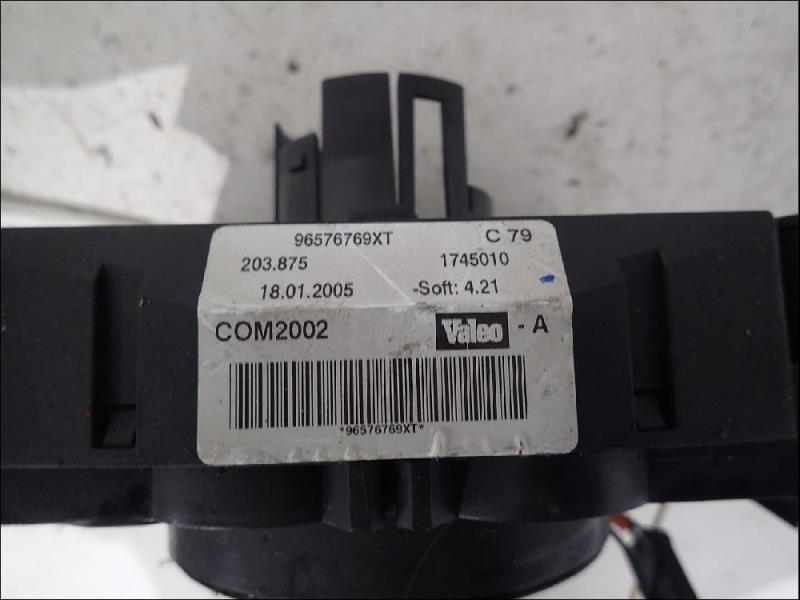 96576769XT C 79
203.875 1745010
18.01.2005 -Soft: 4.21
COM2002 Valeo - A
*96576769XT*